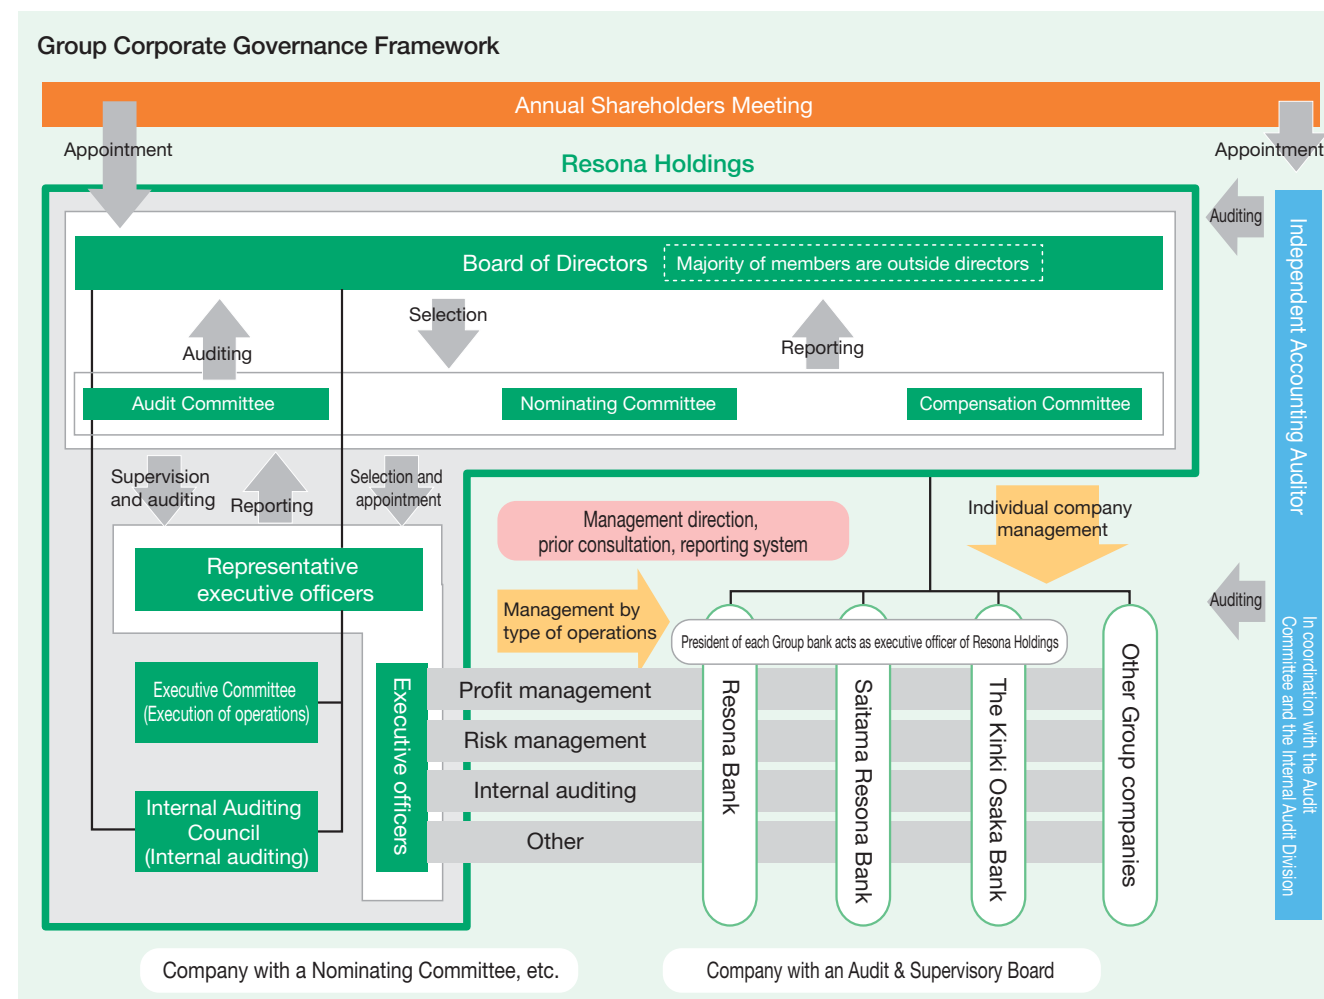 Group Corporate Governance Framework
Annual Shareholders Meeting
Appointment
Appointment
Resona Holdings
Auditing
Board of Directors
Majority of members are outside directors
Selection
Auditing
Reporting
Audit Committee
Nominating Committee
Compensation Committee
Supervision
and auditing
Reporting
Selection and
appointment
Independent Accounting Auditor
In coordination with the Audit
Committee and the Internal Audit Division
Management direction,
prior consultation, reporting system
Individual company
management
Representative
executive officers
Auditing
Management by
type of operations
President of each Group bank acts as executive officer of Resona Holdings
Executive Committee
(Execution of operations)
Internal Auditing
Council
(Internal auditing)
Executive officers
Profit management
Risk management
Internal auditing
Other
Resona Bank
Saitama Resona Bank
The Kinki Osaka Bank
Other Group companies
Company with a Nominating Committee, etc.
Company with an Audit & Supervisory Board